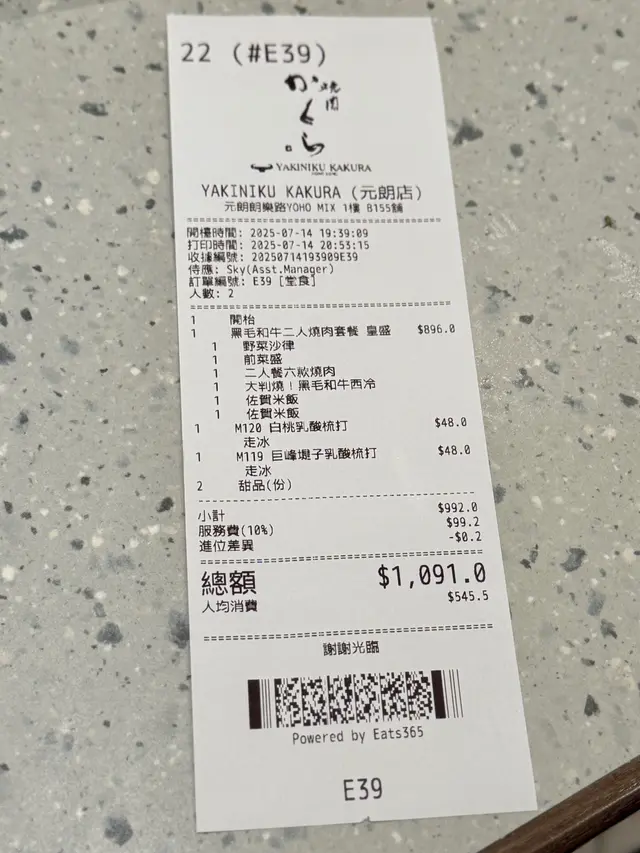 22 (#E39)
焼肉
かくら
YAKINIKU KAKURA
YAKINIKU KAKURA (元朗店)
元朗朗樂路YOHO MIX 1樓 B155舖
開檯時間: 2025-07-14 19:39:09
打印時間: 2025-07-14 20:53:15
收據編號: 20250714193909E39
侍應: Sky(Asst.Manager)
訂單編號: E39 [堂食]
人數: 2
1 開枱
1 黑毛和牛二人燒肉套餐 皇盛 $896.0
1 野菜沙律
1 前菜盛
1 二人餐六款燒肉
1 大判燒！黑毛和牛西冷
1 佐賀米飯
1 佐賀米飯
1 M120 白桃乳酸梳打 $48.0
走冰
1 M119 巨峰堤子乳酸梳打 $48.0
走冰
2 甜品(份)
小計 $992.0
服務費(10%) $99.2
進位差異 -$0.2
總額 $1,091.0
人均消費 $545.5
謝謝光臨
Powered by Eats365
E39